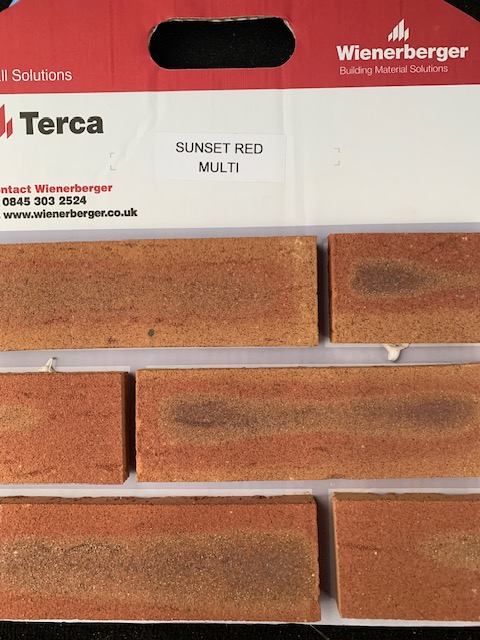 Wienerberger
Building Material Solutions
ll Solutions
Terca
SUNSET RED
MULTI
ntact Wienerberger
0845 303 2524
www.wienerberger.co.uk